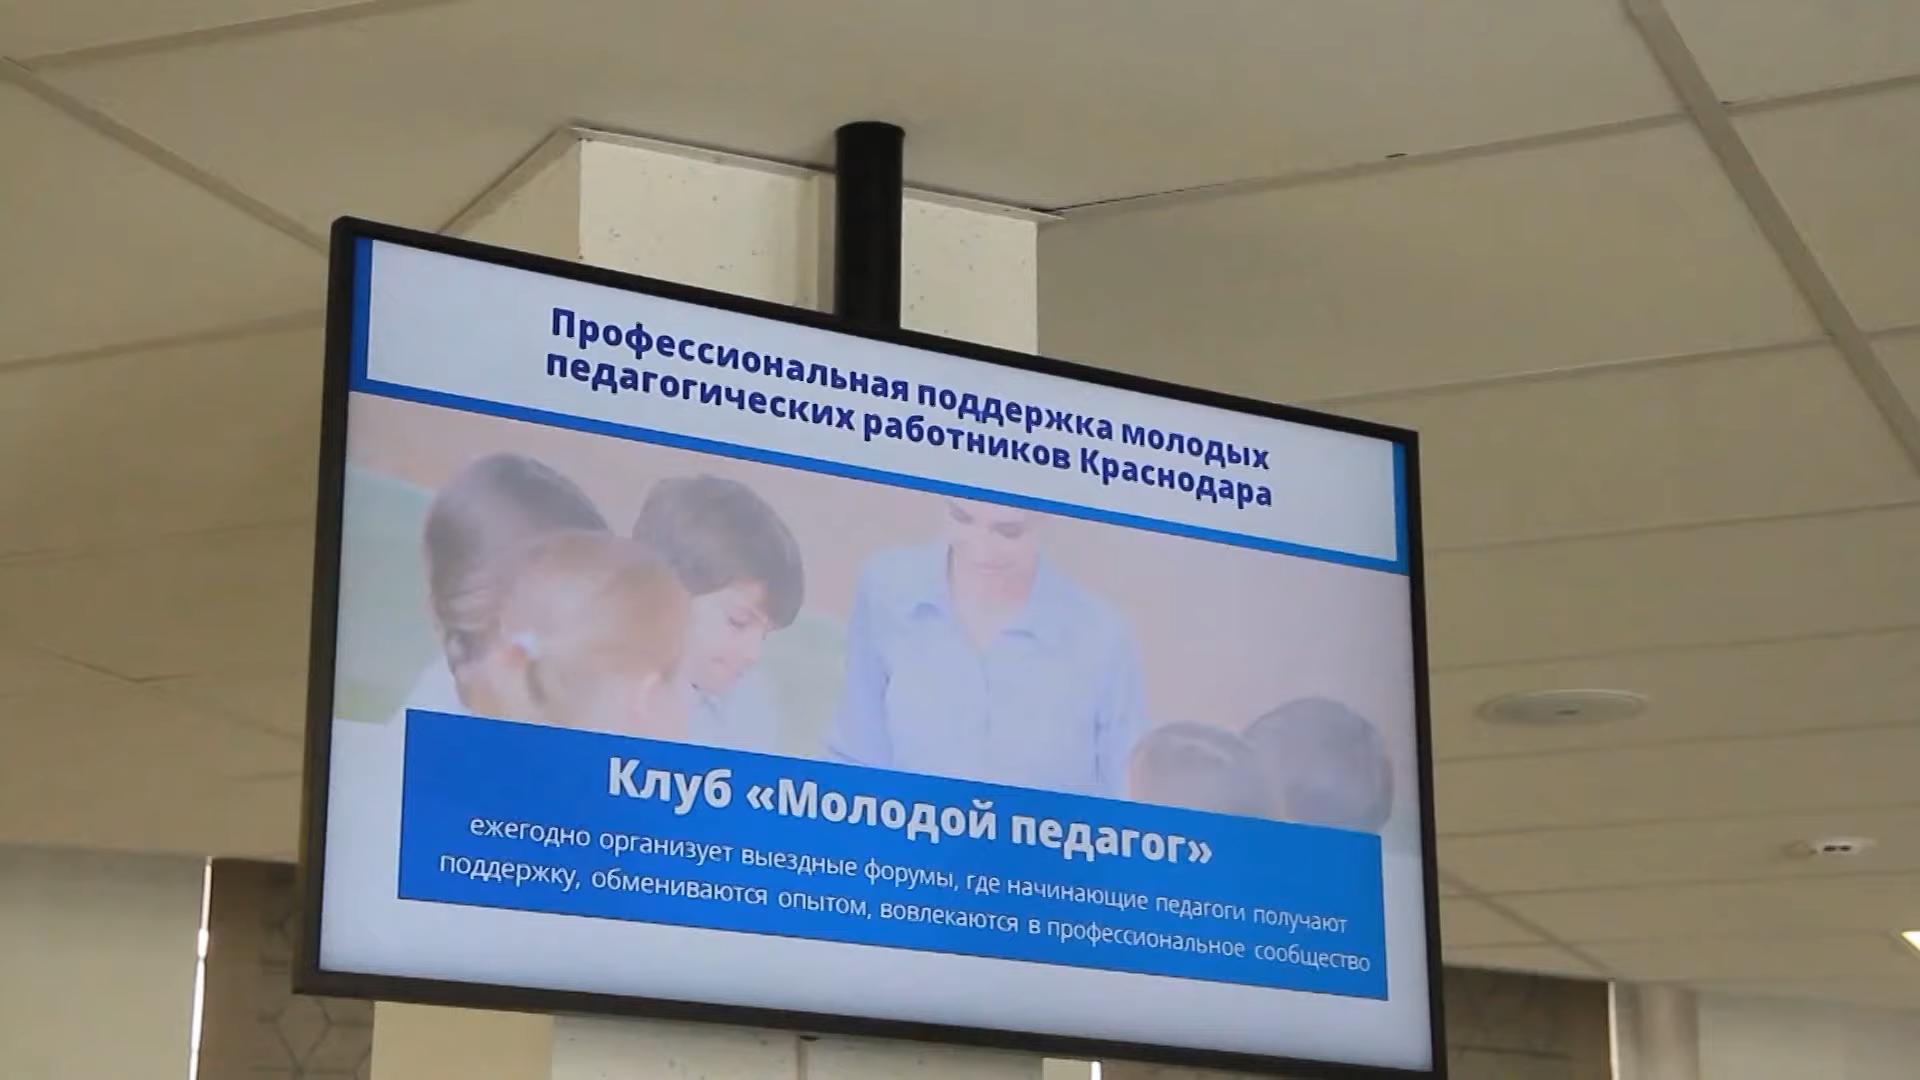 Профессиональная поддержка молодых
педагогических работников Краснодара
Клуб «Молодой педагог»
ежегодно организует выездные форумы, где начинающие педагоги получают
поддержку, обмениваются опытом, вовлекаются в профессиональное сообщество